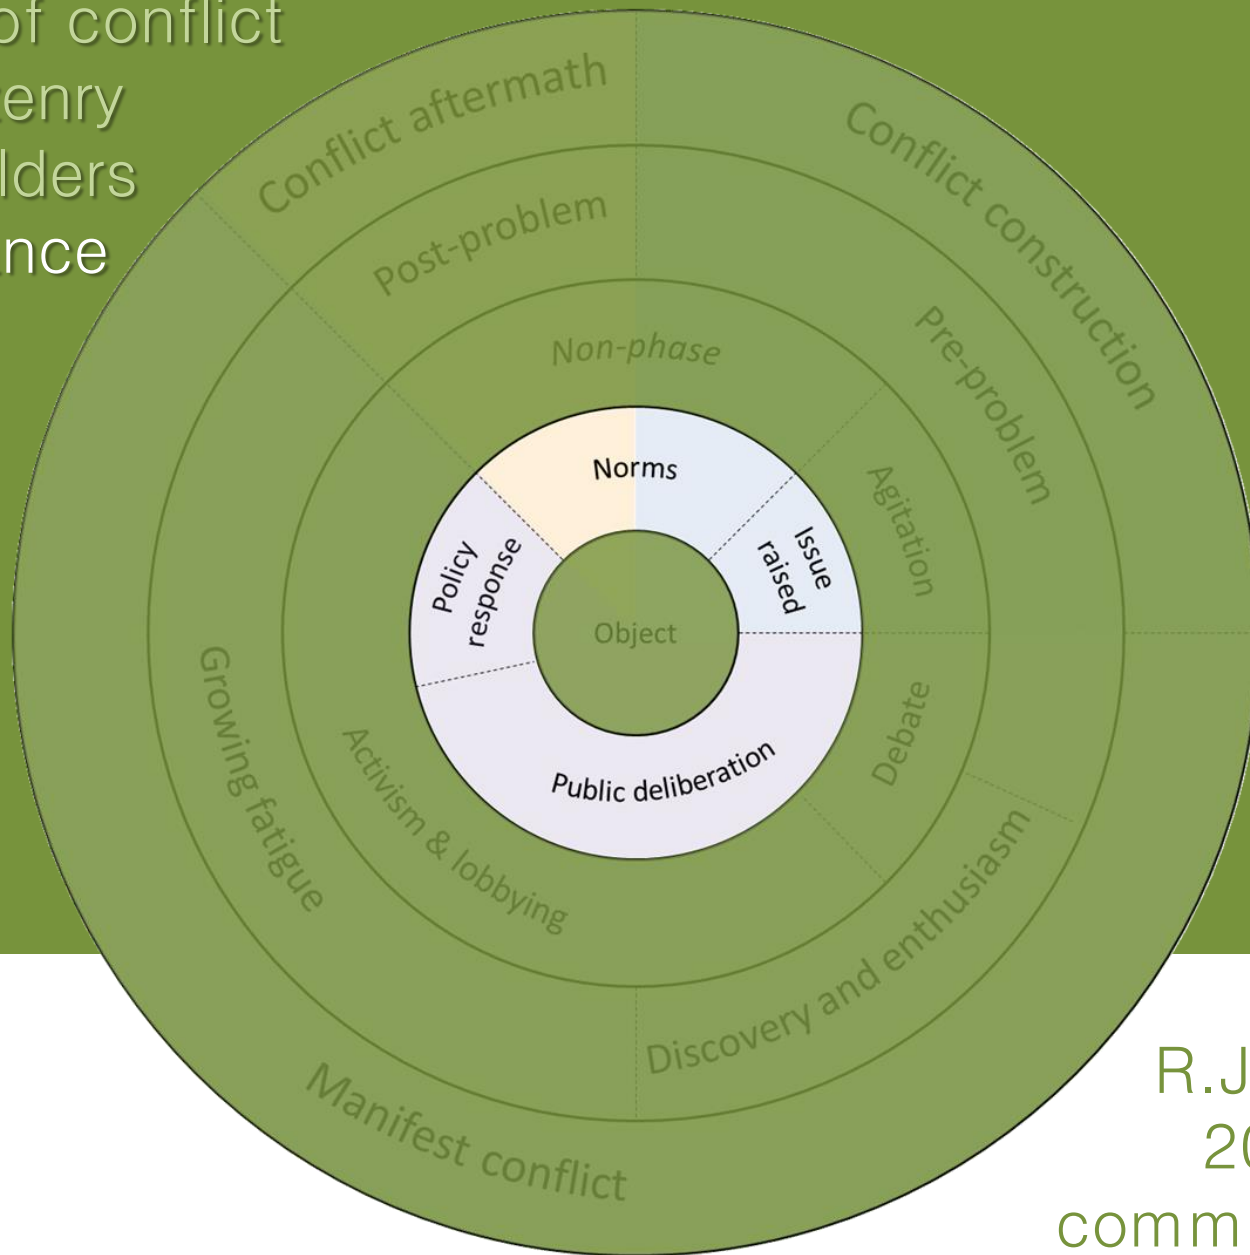 of conflict
enry
lders
nce
Conflict aftermath
Conflict construction
Post-problem
Pre-problem
Non-phase
Agitation
Norms
Issue
raised
Policy
response
Object
Debate
Public deliberation
Growing fatigue
Activism & lobbying
Discovery and enthusiasm
Manifest conflict
R.J
20
comm